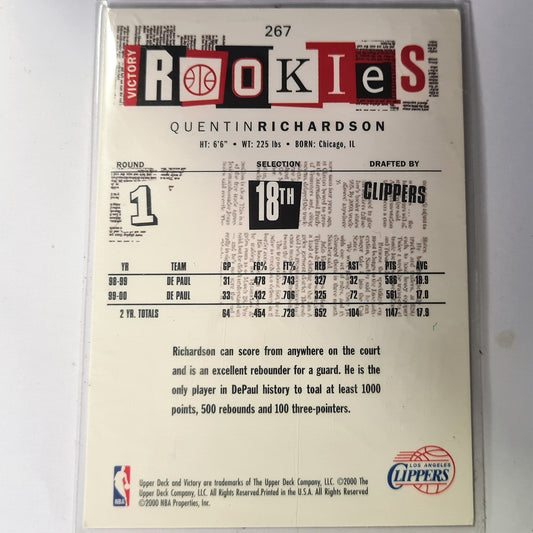 267
VICTORY
ROOKIES
QUENTIN RICHARDSON
HT: 6'6" • WT: 225 lbs • BORN: Chicago, IL
ROUND SELECTION DRAFTED BY
1 18TH CLIPPERS
YR TEAM GP FG% FT% REB AST PTS AVG
98-99 DE PAUL 31 .478 .743 327 32 586 18.9
99-00 DE PAUL 33 .432 .706 325 72 561 17.0
2 YR. TOTALS 64 .454 .728 652 104 1147 17.9
Richardson can score from anywhere on the court
and is an excellent rebounder for a guard. He is the
only player in DePaul history to toal at least 1000
points, 500 rebounds and 100 three-pointers.
LOS ANGELES
CLIPPERS
NBA
Upper Deck and Victory are trademarks of The Upper Deck Company, LLC. ©2000 The
Upper Deck Company, LLC. All Rights Reserved.Printed in the U.S.A. All Rights Reserved.
©2000 NBA Properties, Inc.